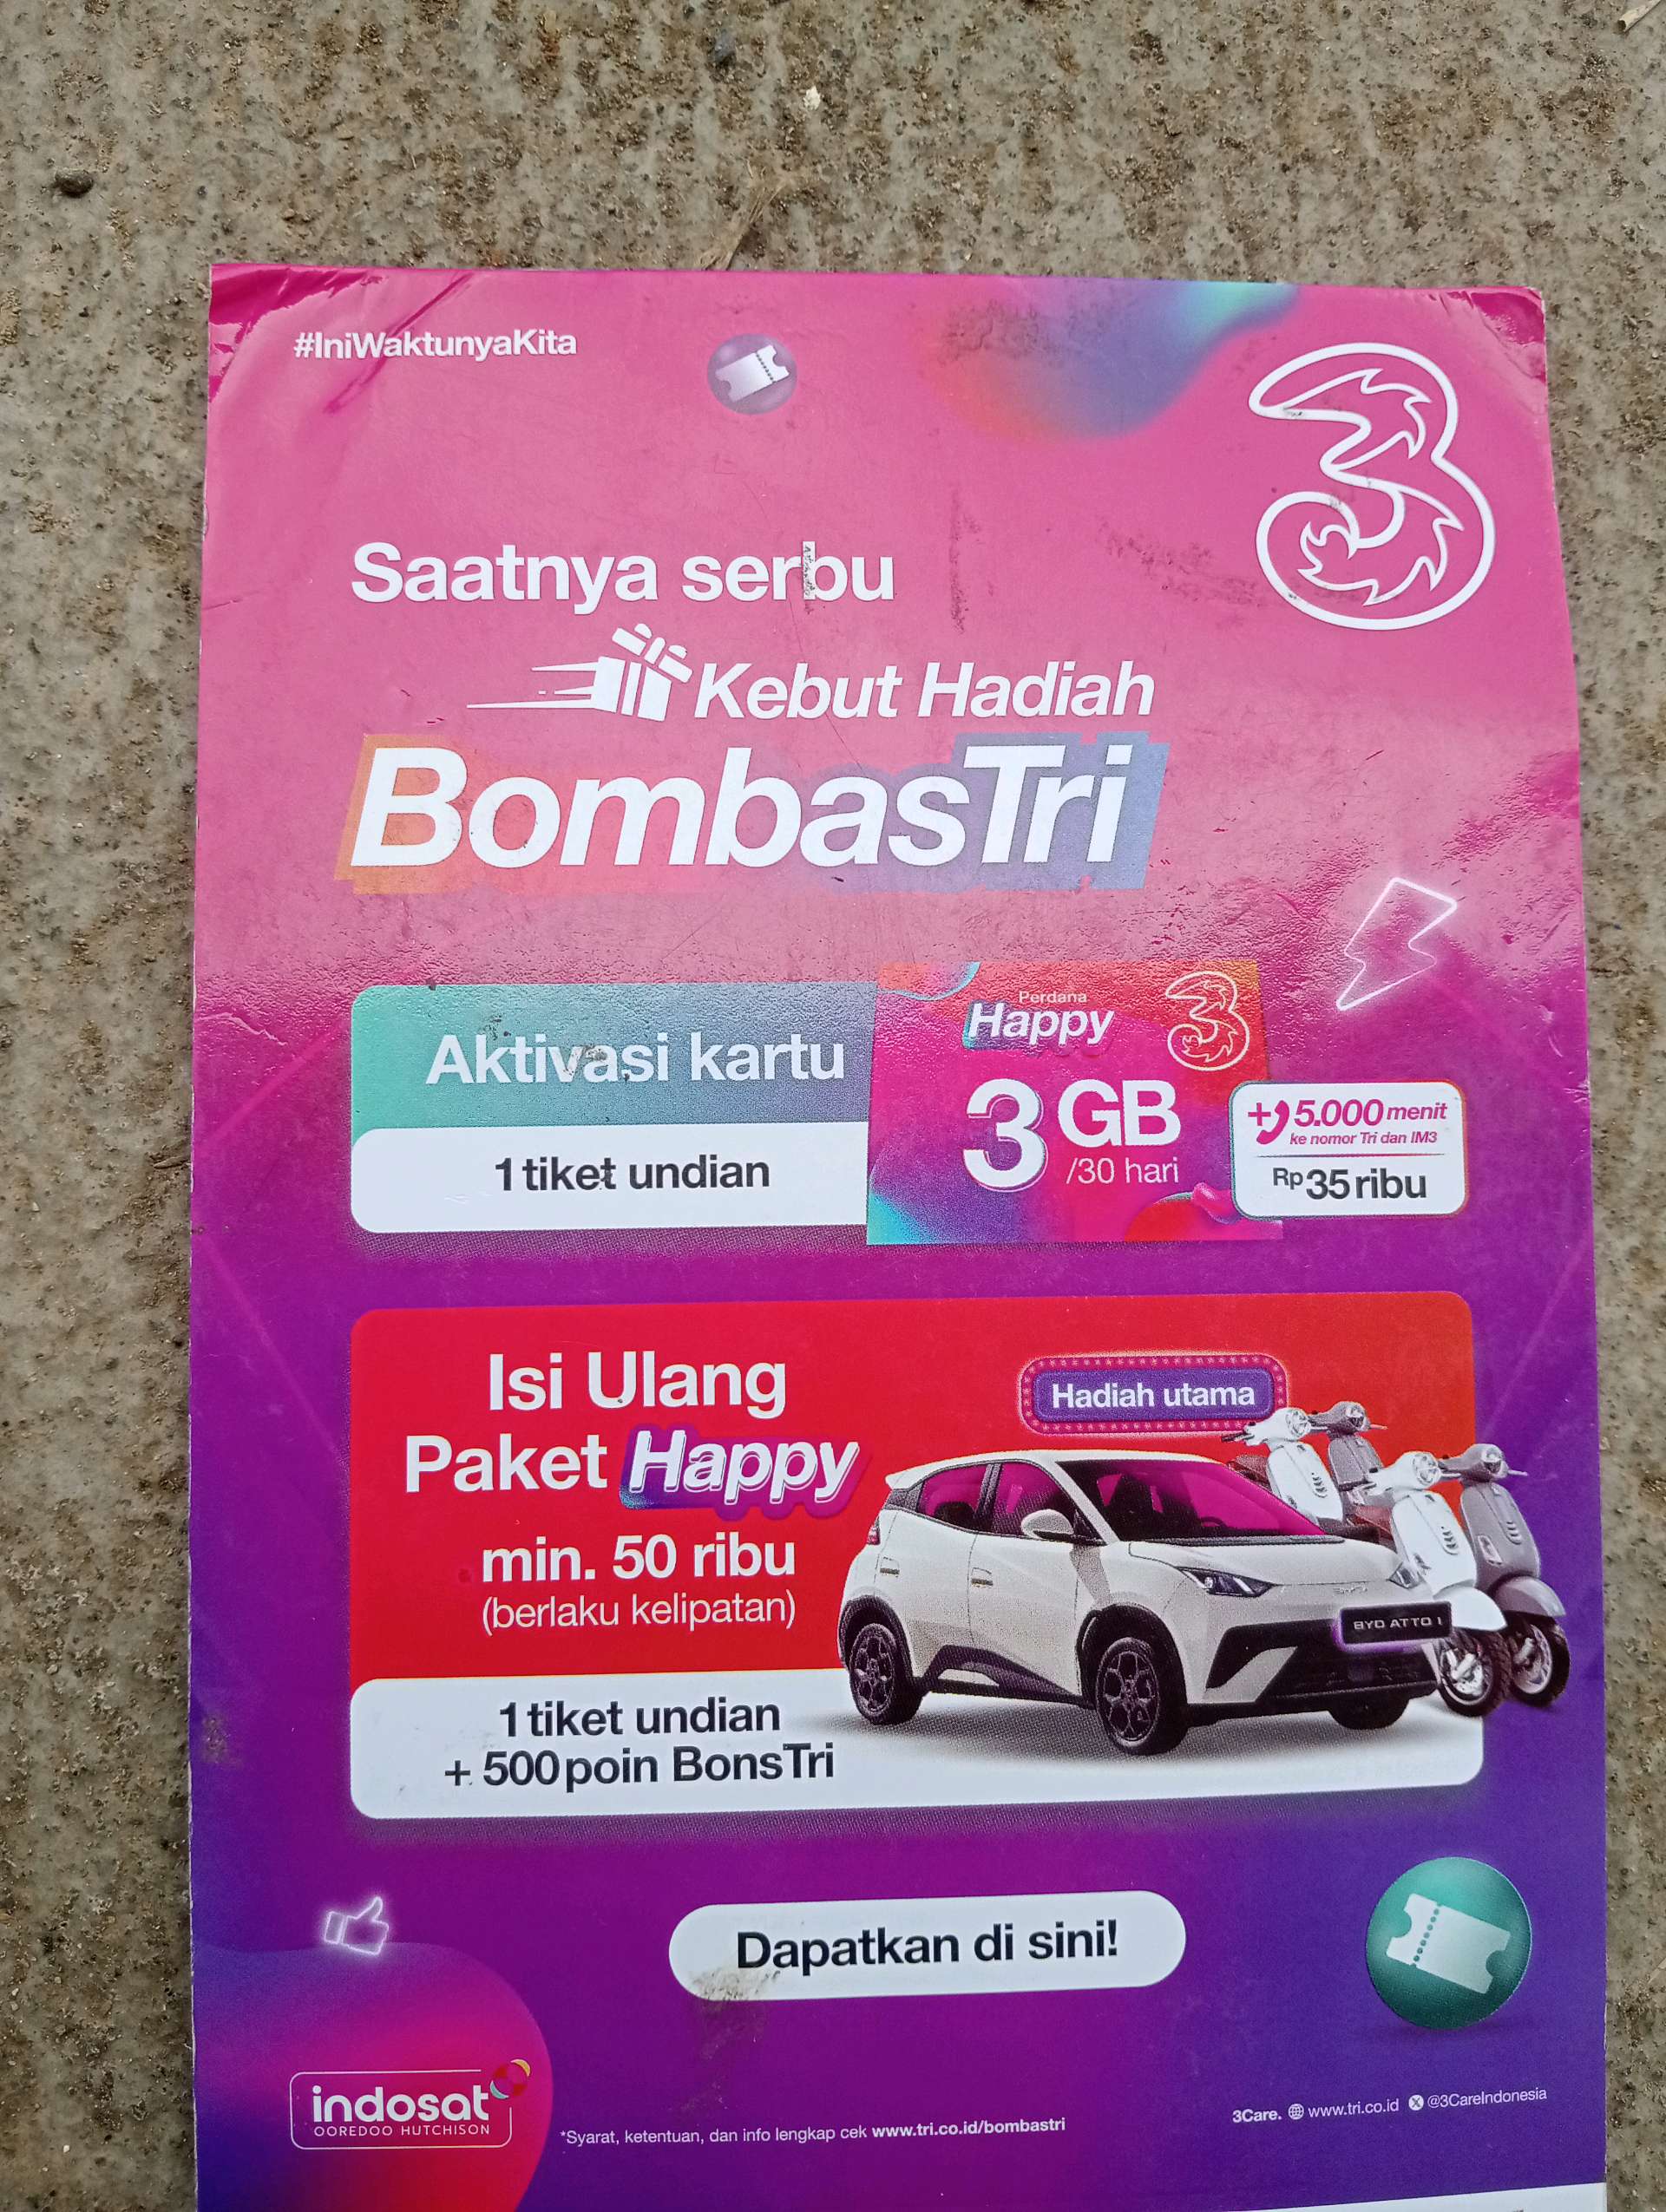 #IniWaktunyaKita
3
Saatnya serbu
Kebut Hadiah
BombasTri
Aktivasi kartu
1 tiket undian
Perdana
Happy
3
3 GB
/30 hari
+ 5.000 menit
ke nomor Tri dan IM3
Rp35 ribu
Isi Ulang
Paket Happy
min. 50 ribu
(berlaku kelipatan)
Hadiah utama
BYD ATTO 1
1 tiket undian
+ 500 poin BonsTri
Dapatkan di sini!
indosat
OOREDOO HUTCHISON
*Syarat, ketentuan, dan info lengkap cek www.tri.co.id/bombastri
3Care. www.tri.co.id X @3CareIndonesia